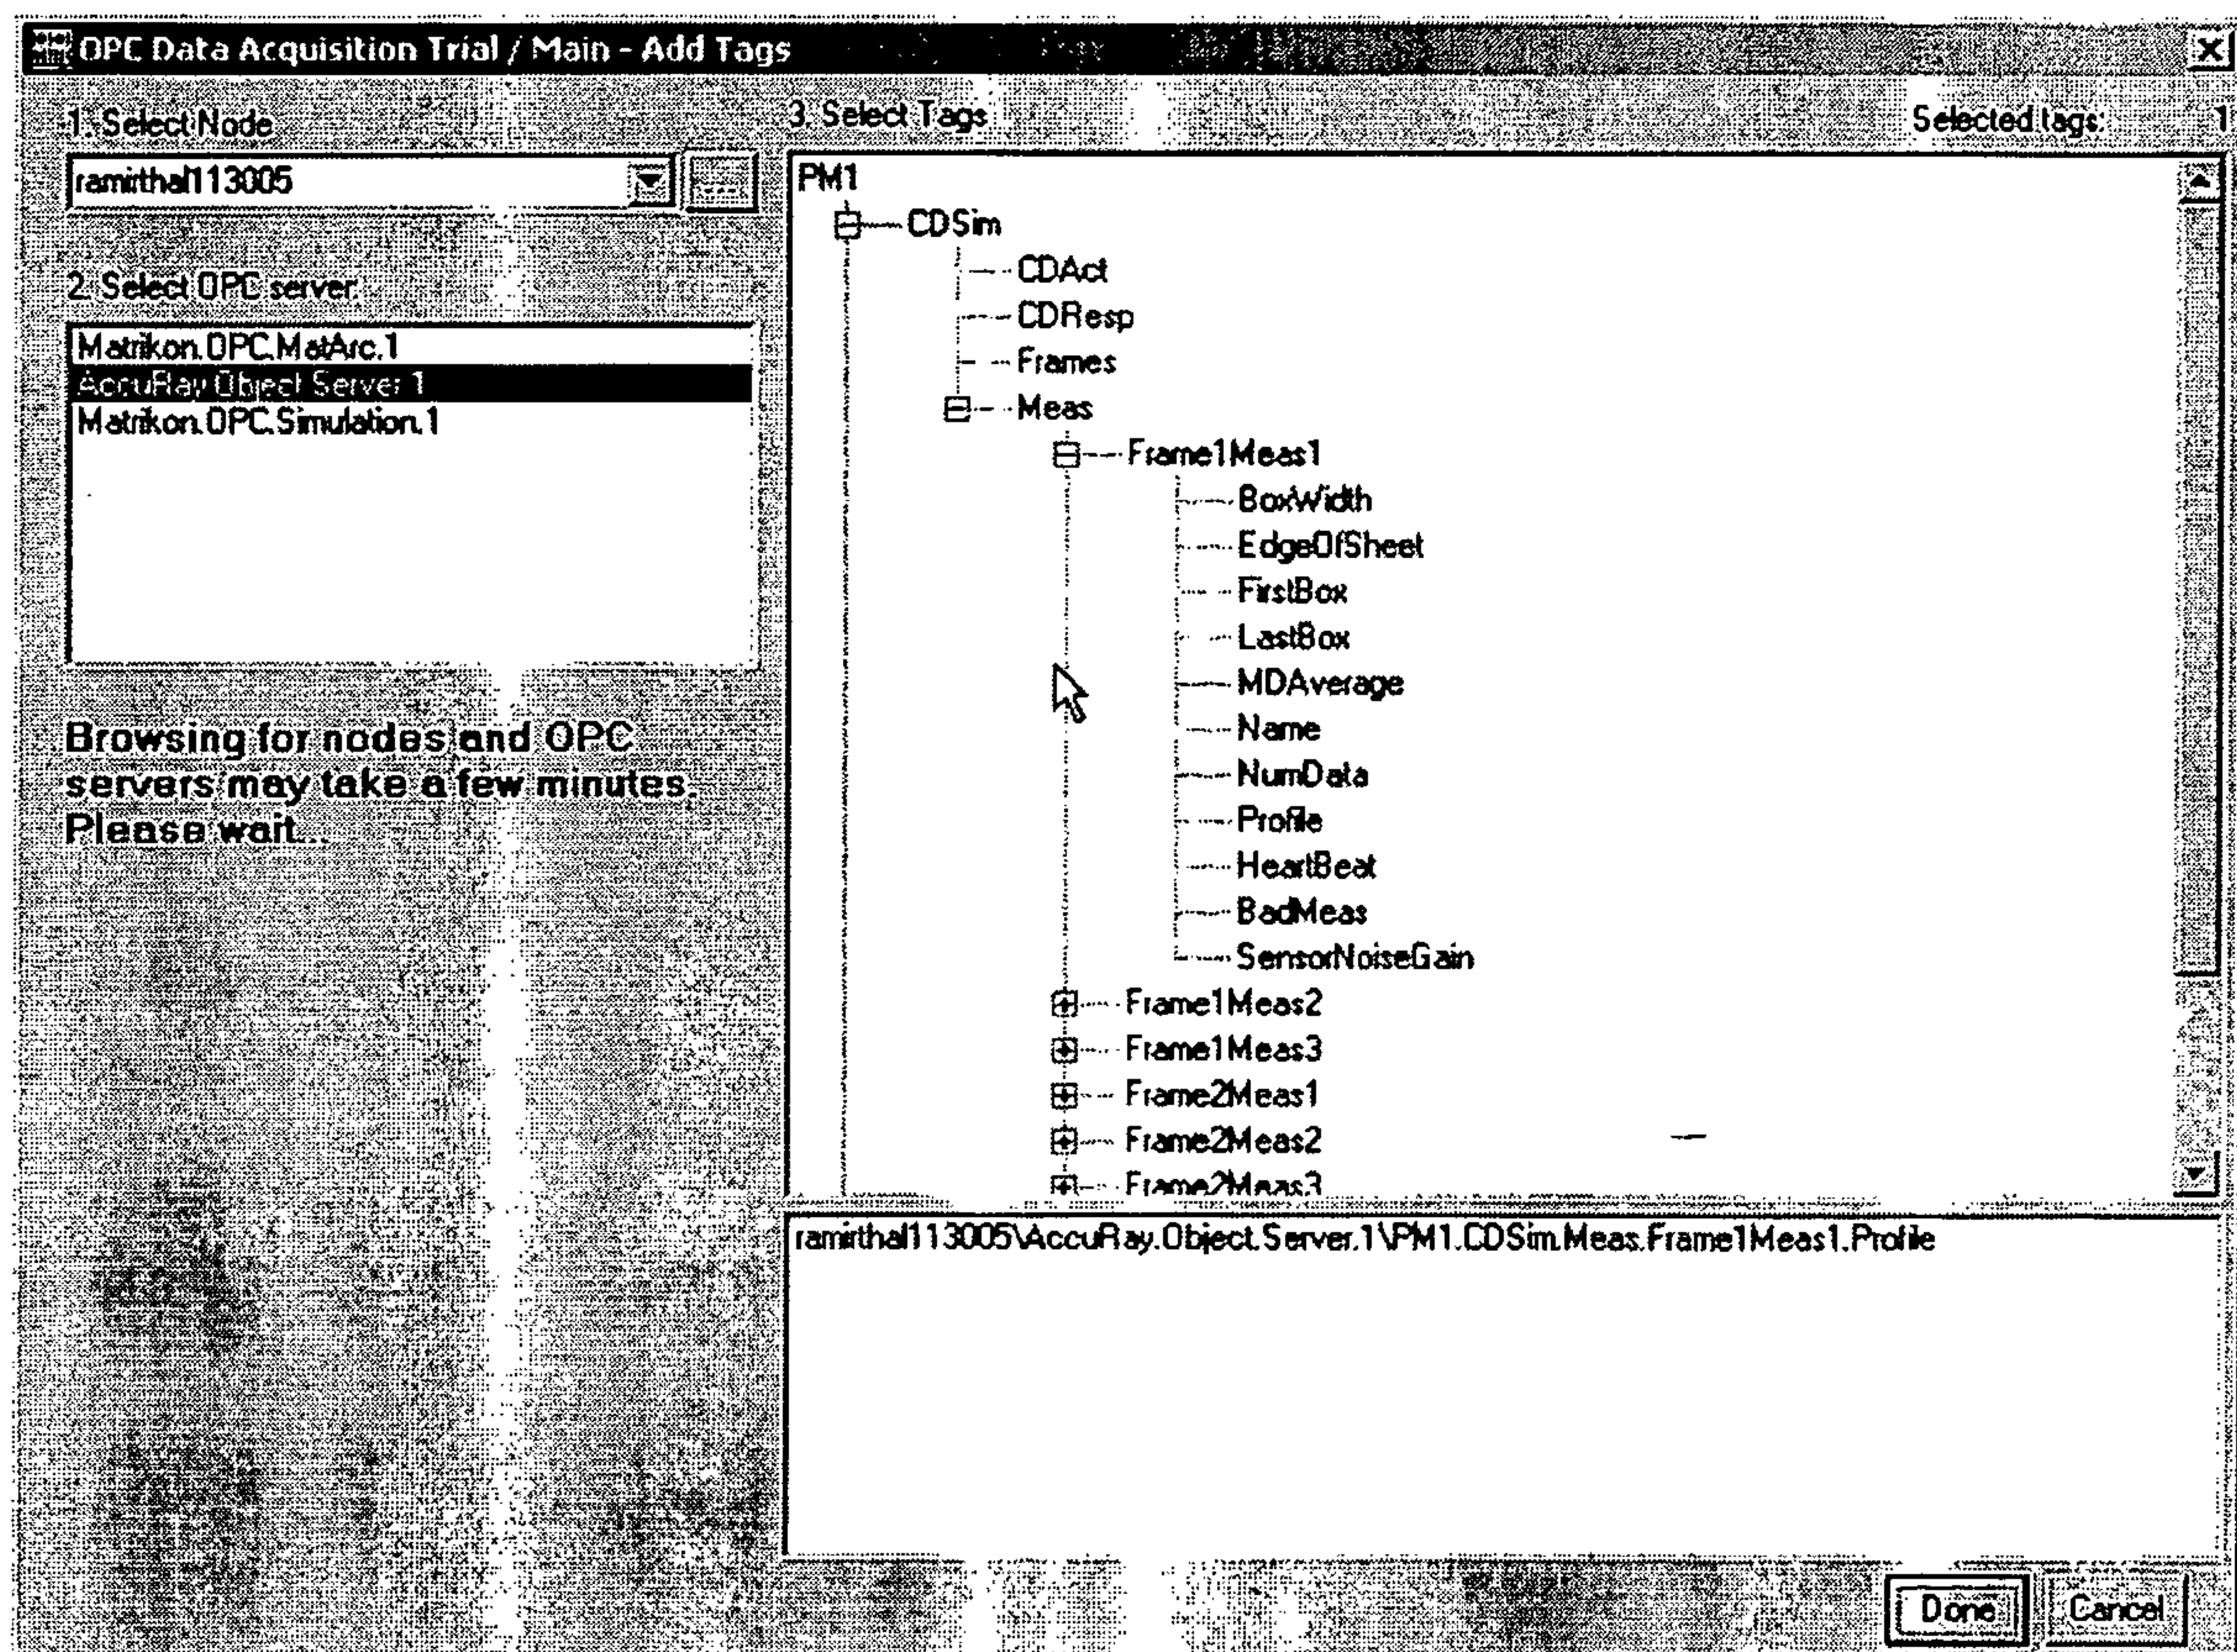 OPC Data Acquisition Trial / Main - Add Tags
1. Select Node
ramirthal113005
2. Select OPC server:
Matrikon.OPC.MatArc.1
AccuRay.Object.Server.1
Matrikon.OPC.Simulation.1
Browsing for nodes and OPC
servers may take a few minutes.
Please wait...
3. Select Tags
Selected tags: 1
PM1
CDSim
CDAct
CDResp
Frames
Meas
Frame1Meas1
BoxWidth
EdgeOfSheet
FirstBox
LastBox
MDAverage
Name
NumData
Profile
HeartBeat
BadMeas
SensorNoiseGain
Frame1Meas2
Frame1Meas3
Frame2Meas1
Frame2Meas2
Frame2Meas3
ramirthal113005\AccuRay.Object.Server.1\PM1.CDSim.Meas.Frame1Meas1.Profile
Done
Cancel